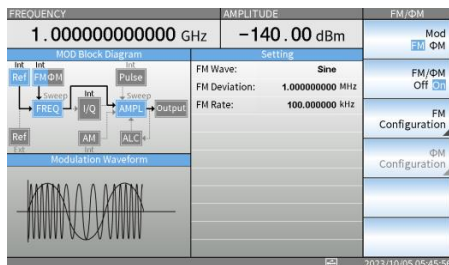 FREQUENCY
1.000000000000 GHz
AMPLITUDE
-140.00 dBm
FM/ΦM
MOD Block Diagram
Int Int Int
Ref FMΦM Pulse
Sweep Int Sweep
FREQ I/Q AMPL Output
Ref AM ALC
Ext Int
Modulation Waveform
Setting
FM Wave: Sine
FM Deviation: 1.000000000 MHz
FM Rate: 100.000000 kHz
Mod
FM ΦM
FM/ΦM
Off On
FM
Configuration
ΦM
Configuration
2023/10/05 05:45:56